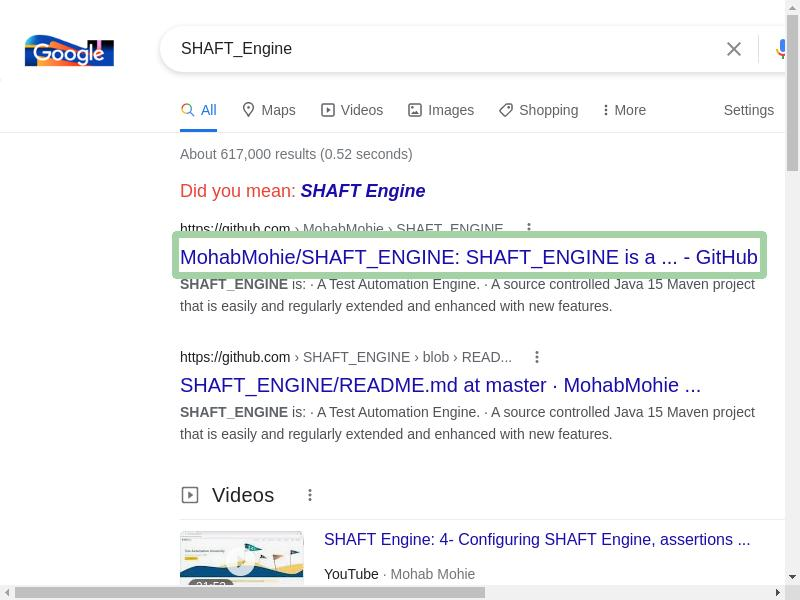 Google
SHAFT_Engine
All Maps Videos Images Shopping More Settings
About 617,000 results (0.52 seconds)
Did you mean: SHAFT Engine
https://github.com › MohabMohie › SHAFT_ENGINE
MohabMohie/SHAFT_ENGINE: SHAFT_ENGINE is a ... - GitHub
SHAFT_ENGINE is: · A Test Automation Engine. · A source controlled Java 15 Maven project
that is easily and regularly extended and enhanced with new features.
https://github.com › SHAFT_ENGINE › blob › READ...
SHAFT_ENGINE/README.md at master · MohabMohie ...
SHAFT_ENGINE is: · A Test Automation Engine. · A source controlled Java 15 Maven project
that is easily and regularly extended and enhanced with new features.
Videos
SHAFT Engine: 4- Configuring SHAFT Engine, assertions ...
YouTube · Mohab Mohie